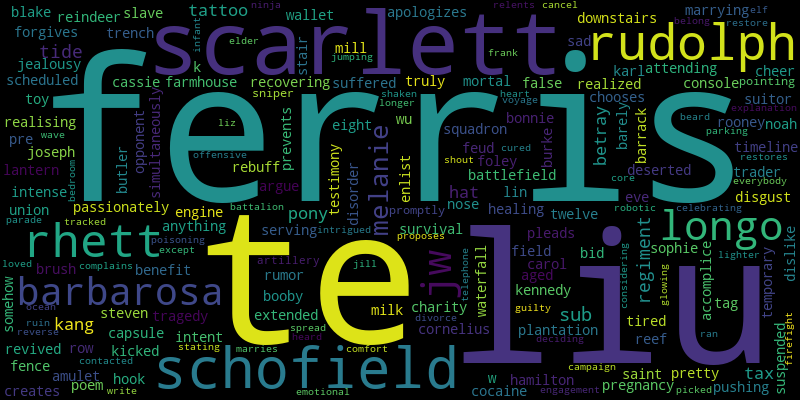 blake reindeer slave tattoo wallet apologizes relents cancel marrying elf
forgives trench scarlett downstairs rudolph belong restore
jealousy tide infant elder ninja frank sad
scheduled k stair mill jumping karl attending cheer
toy cassie farmhouse recovering suffered truly mortal false realized console pointing
ferris
sniper shaken longer heart voyage chooses suitor
realising simultaneously liz prevents eight wu squadron bonnie betray barely barrack beard parking explanation rooney noah
pre wave opponent offensive melanie feud burke timeline
joseph butler rebuff testimony disorder shout foley cured deserted restores
lantern bedroom argue enlist battlefield core trader everybody
intense passionately hat lin eve robotic disgust
union battalion pony nose healing twelve celebrating
parade tracked engine anything serving intrigued promptly survival regiment longo
te
rhett poisoning except rumor artillery proposes pleads considering sophie dislike
loved brush complains benefit jw telephone waterfall field bid accomplice lighter
somehow barbarosa booby jill carol aged glowing temporary
liu
ocean steven tragedy extended milk charity kennedy tag
ruin reverse kang capsule intent spread heard guilty sub plantation tired ran
revived row kicked stating marries comfort cornelius divorce deciding reef suspended firefight
fence contacted schofield campaign saint pretty tax
creates amulet poem write hook emotional w cocaine hamilton engagement pregnancy picked pushing